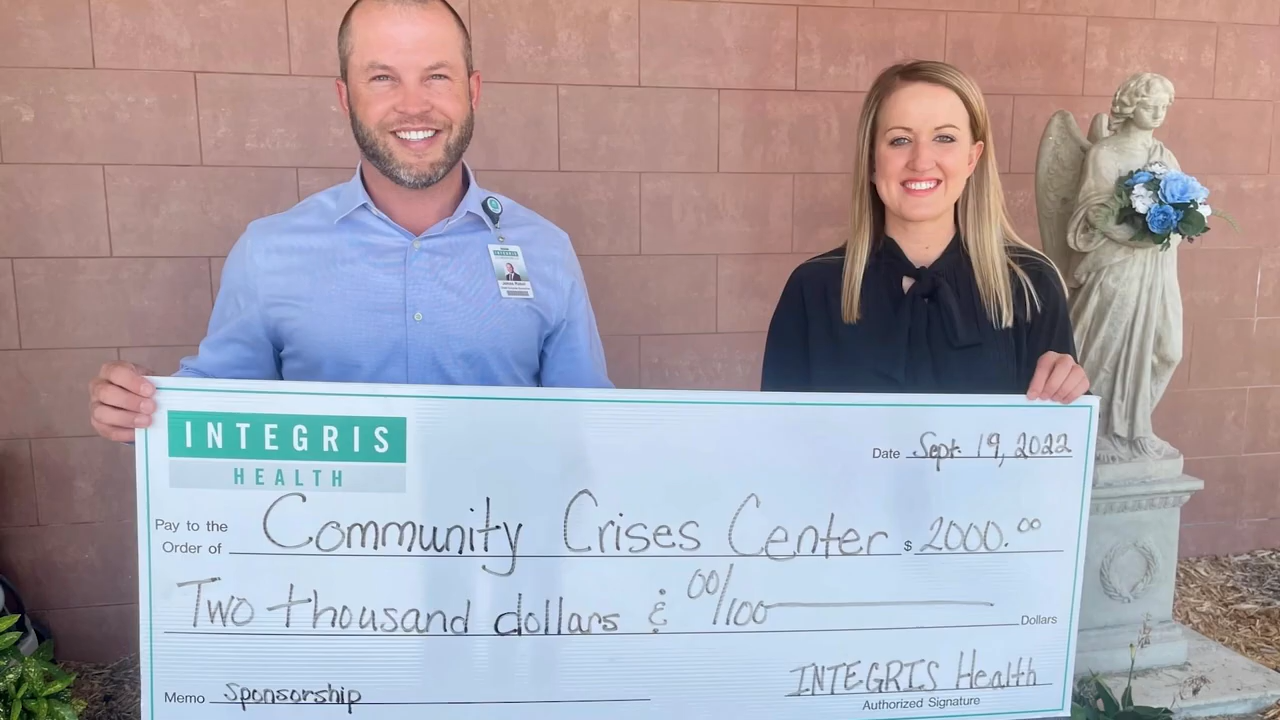 INTEGRIS
INTEGRIS
HEALTH
Date Sept. 19, 2022
Pay to the
Order of Community Crises Center $ 2000.00
Two thousand dollars & 00/100 Dollars
Memo Sponsorship
INTEGRIS Health
Authorized Signature